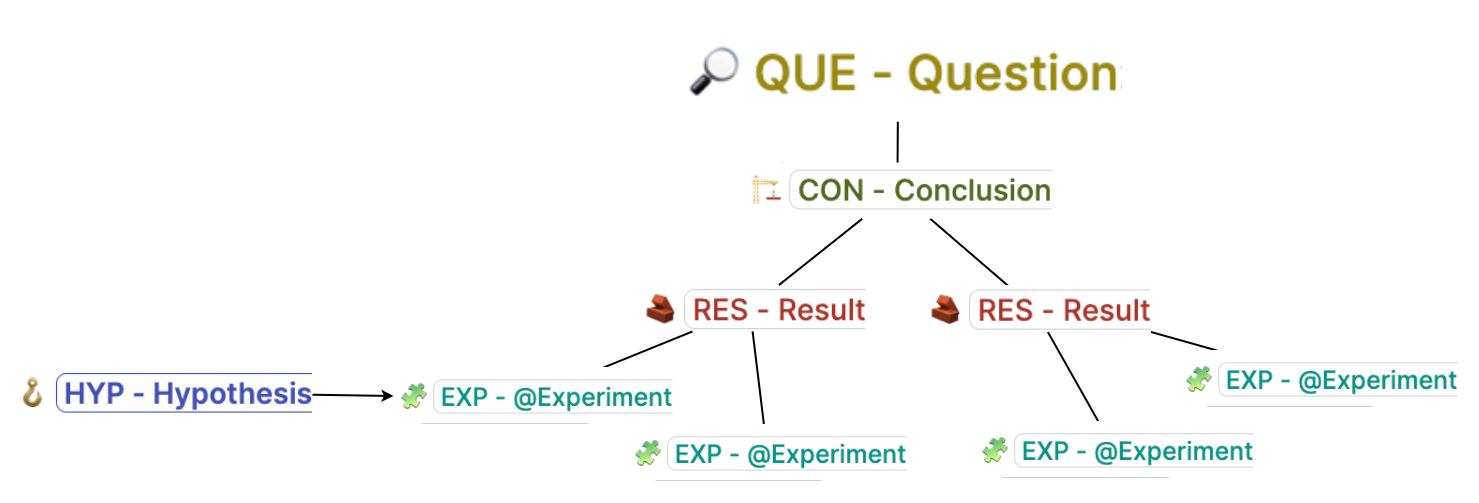 QUE - Question
CON - Conclusion
RES - Result
RES - Result
HYP - Hypothesis
EXP - @Experiment
EXP - @Experiment
EXP - @Experiment
EXP - @Experiment